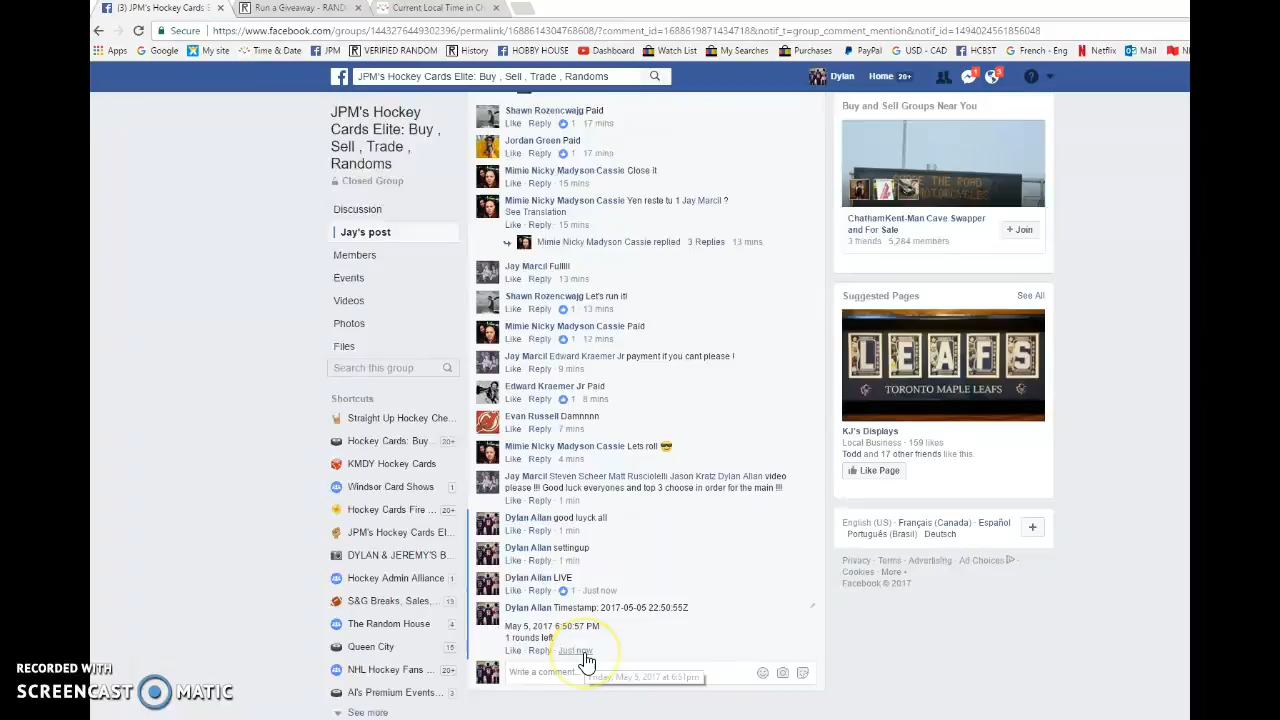 (3) JPM's Hockey Cards E
Run a Giveaway - RAND
Current Local Time in Ch
Secure
https://www.facebook.com/groups/1443276449302396/permalink/1688614304768608/?comment_id=1688619871434718&notif_t=group_comment_mention&notif_id=1494024561856048
Apps Google My site Time & Date JPM ERIFIED RANDOM History HOBBY HOUSE Dashboard Watch List My Searches Purchases PayPal USD - CAD HCBST French - Eng Netflix Mail NI
JPM's Hockey Cards Elite: Buy , Sell , Trade , Randoms
Dylan Home 20+ 1 3
JPM's Hockey
Cards Elite: Buy ,
Sell , Trade ,
Randoms
Closed Group
Discussion
Jay's post
Members
Events
Videos
Photos
Files
Search this group
Shortcuts
Straight Up Hockey Che...
Hockey Cards: Buy ... 20+
KMDY Hockey Cards
Windsor Card Shows 1
Hockey Cards Fire ... 20+
JPM's Hockey Cards El...
DYLAN & JEREMY'S B...
Hockey Admin Alliance 1
S&G Breaks, Sales,... 13
The Random House 4
Queen City 15
NHL Hockey Fans ... 20+
Al's Premium Events... 3
See more
Shawn Rozencwajg Paid
Like · Reply · 1 · 17 mins
Jordan Green Paid
Like · Reply · 1 · 17 mins
Mimie Nicky Madyson Cassie Close it
Like · Reply · 15 mins
Mimie Nicky Madyson Cassie Yen reste tu 1 Jay Marcil ?
See Translation
Like · Reply · 15 mins
Mimie Nicky Madyson Cassie replied · 3 Replies · 13 mins
Jay Marcil Fullll
Like · Reply · 13 mins
Shawn Rozencwajg Let's run it!
Like · Reply · 1 · 13 mins
Mimie Nicky Madyson Cassie Paid
Like · Reply · 1 · 12 mins
Jay Marcil Edward Kraemer Jr payment if you cant please !
Like · Reply · 9 mins
Edward Kraemer Jr Paid
Like · Reply · 1 · 8 mins
Evan Russell Damnnnn
Like · Reply · 7 mins
Mimie Nicky Madyson Cassie Lets roll 😎
Like · Reply · 4 mins
Jay Marcil Steven Scheer Matt Rusciolelli Jason Kratz Dylan Allan video
please !!! Good luck everyones and top 3 choose in order for the main !!!
Like · Reply · 1 min
Dylan Allan good luyck all
Like · Reply · 1 min
Dylan Allan settingup
Like · Reply · 1 min
Dylan Allan LIVE
Like · Reply · 1 · Just now
Dylan Allan Timestamp: 2017-05-05 22:50:55Z
May 5, 2017 6:50:57 PM
1 rounds left
Like · Reply · Just now
Write a comment...
Friday, May 5, 2017 at 6:51pm
Buy and Sell Groups Near You
ChathamKent-Man Cave Swapper
and For Sale
3 friends · 5,284 members
+ Join
Suggested Pages
See All
LEAFS
TORONTO MAPLE LEAFS
KJ's Displays
Local Business · 159 likes
Todd and 17 other friends like this.
Like Page
English (US) · Français (Canada) · Español
Português (Brasil) · Deutsch
+
Privacy · Terms · Advertising · Ad Choices ·
Cookies · More
Facebook © 2017
RECORDED WITH
SCREENCAST MATIC